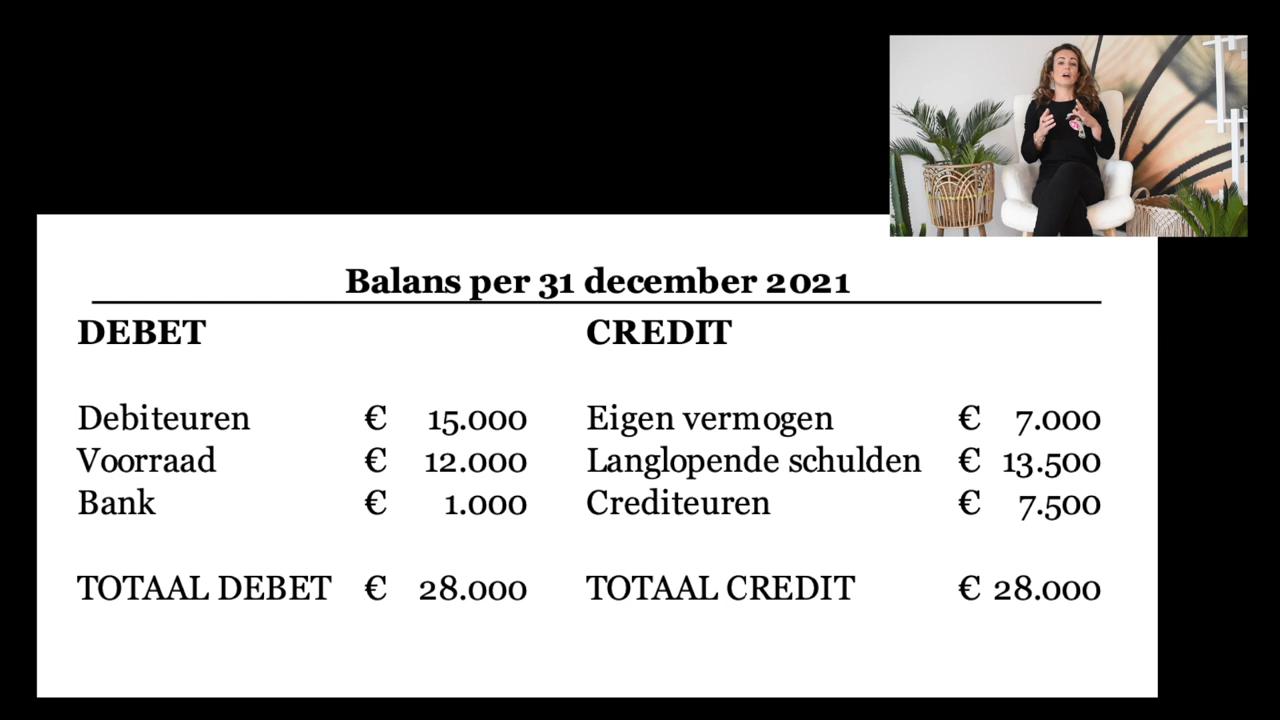 Balans per 31 december 2021
DEBET CREDIT
Debiteuren € 15.000 Eigen vermogen € 7.000
Voorraad € 12.000 Langlopende schulden € 13.500
Bank € 1.000 Crediteuren € 7.500
TOTAAL DEBET € 28.000 TOTAAL CREDIT € 28.000